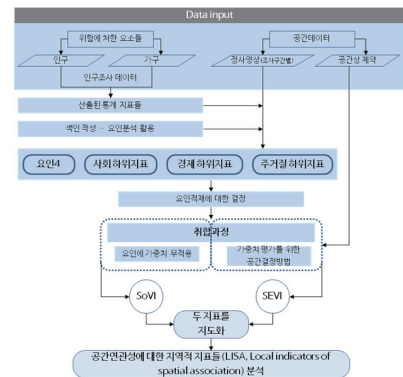 Data input
위험에 처한 요소들
공간데이터
인구
가구
정사영상(조사구간별)
공간상 제약
인구조사 데이터
산출된 통계 지표들
색인 작성 - 요인분석 활용
요인4
사회 하위지표
경제 하위지표
주거질 하위지표
요인적재에 대한 결정
취합과정
요인에 가중치 무적용
가중치 평가를 위한
공간결정방법
SoVI
SEVI
두 지표를
지도화
공간연관성에 대한 지역적 지표들(LISA, Local indicators of
spatial association) 분석